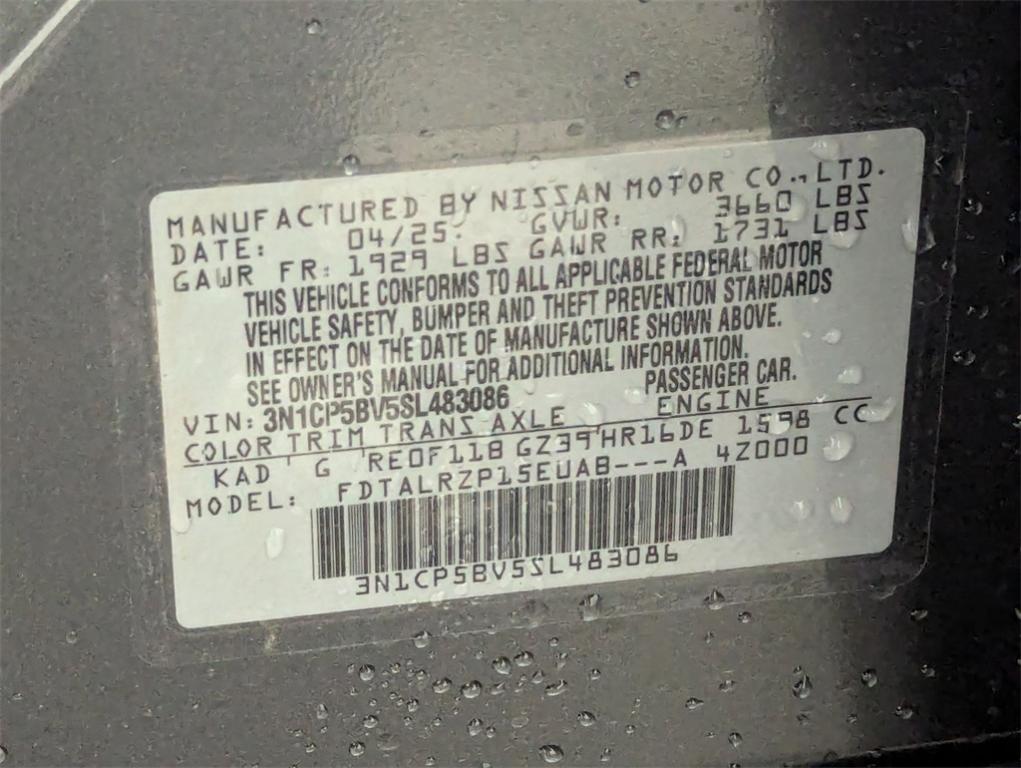 MANUFACTURED BY NISSAN MOTOR CO.,LTD.
DATE: 04/25. GVWR: 3660 LBS
GAWR FR: 1929 LBS GAWR RR: 1731 LBS
THIS VEHICLE CONFORMS TO ALL APPLICABLE FEDERAL MOTOR
VEHICLE SAFETY, BUMPER AND THEFT PREVENTION STANDARDS
IN EFFECT ON THE DATE OF MANUFACTURE SHOWN ABOVE.
SEE OWNER'S MANUAL FOR ADDITIONAL INFORMATION.
VIN: 3N1CP5BV5SL483086 PASSENGER CAR.
COLOR TRIM TRANS AXLE ENGINE
KAD G RE0F11B GZ39 HR16DE 1598 CC
MODEL: FDTALRZP15EUAB---A 4Z000
3N1CP5BV5SL483086